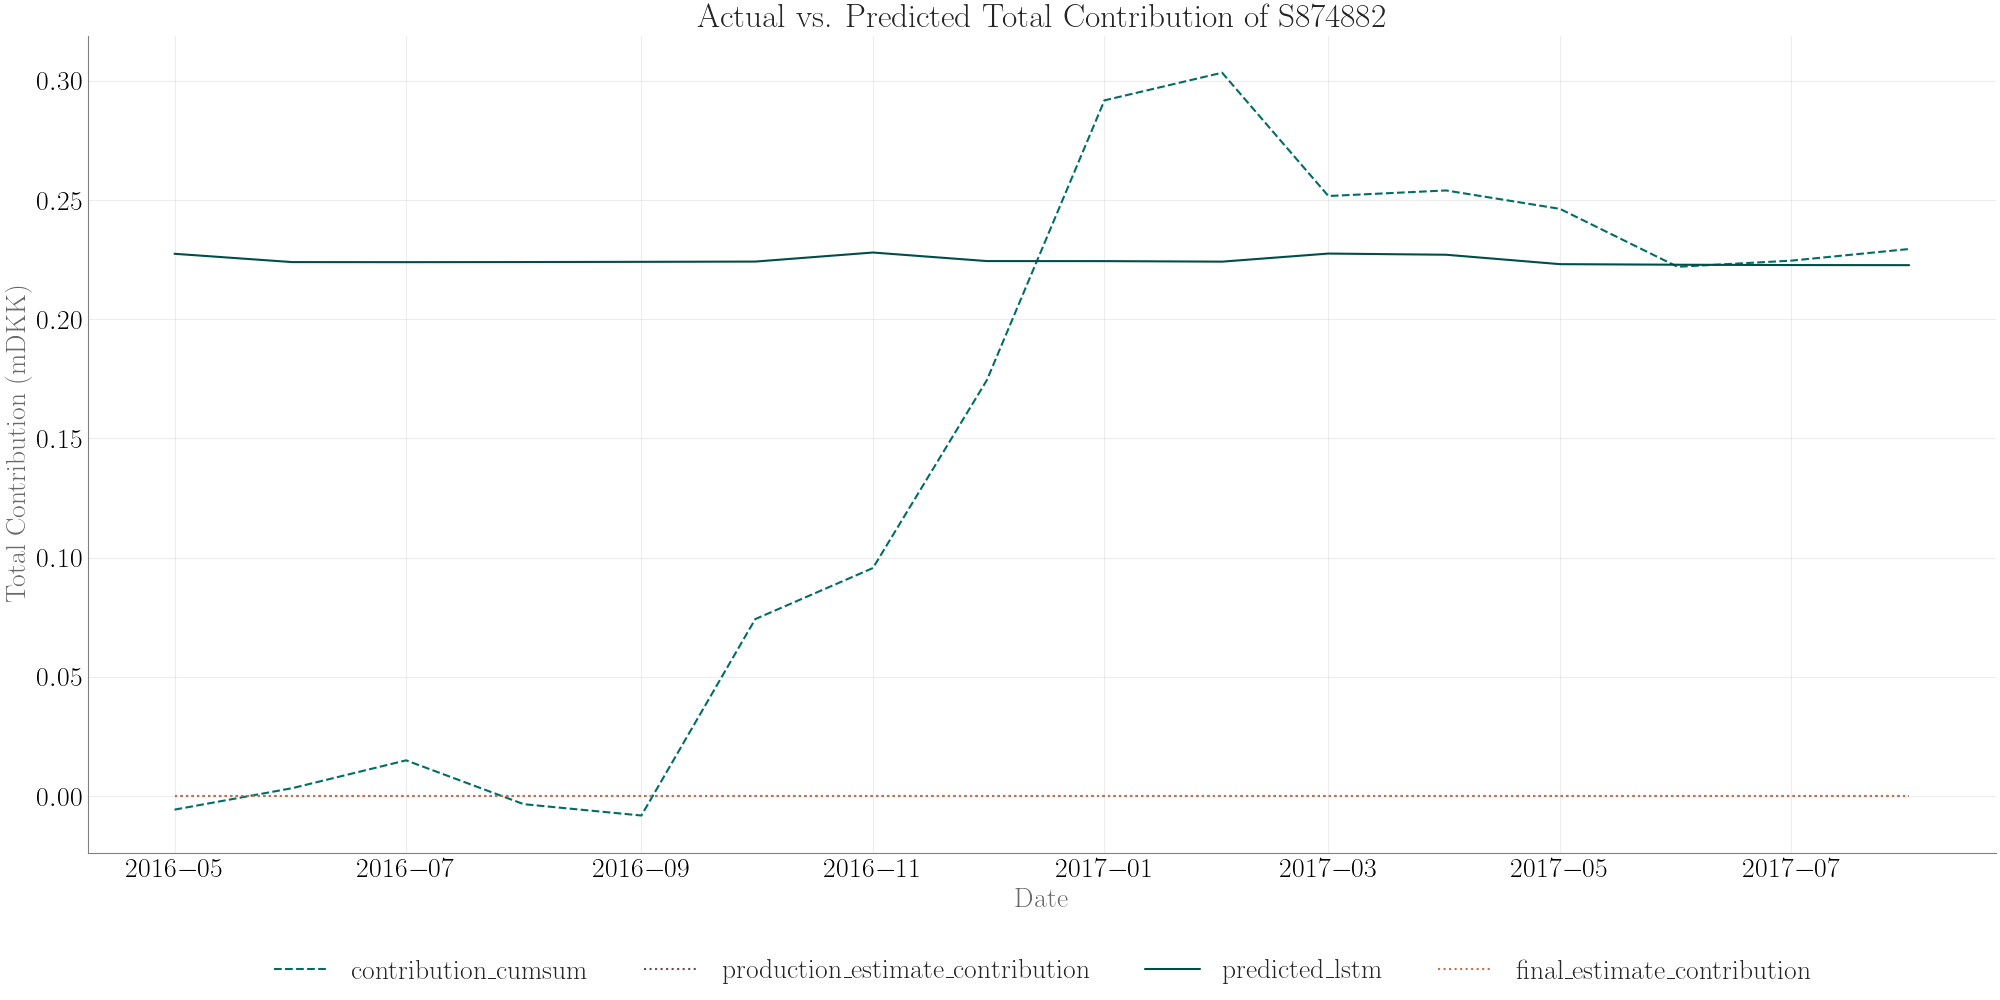 Actual vs. Predicted Total Contribution of S874882
Total Contribution (mDKK)
0.30
0.25
0.20
0.15
0.10
0.05
0.00
2016−05 2016−07 2016−09 2016−11 2017−01 2017−03 2017−05 2017−07
Date
contribution_cumsum production_estimate_contribution predicted_lstm final_estimate_contribution